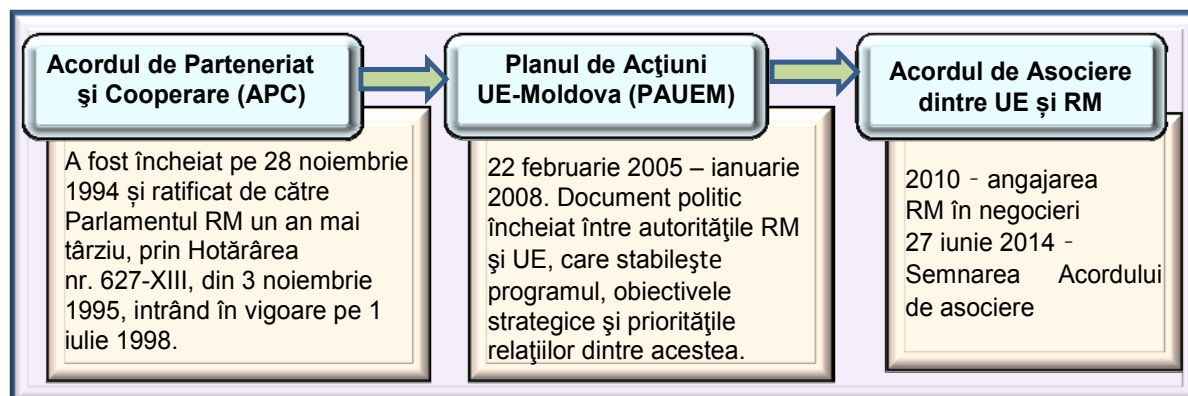 Acordul de Parteneriat
şi Cooperare (APC)
A fost încheiat pe 28 noiembrie
1994 și ratificat de către
Parlamentul RM un an mai
târziu, prin Hotărârea
nr. 627-XIII, din 3 noiembrie
1995, intrând în vigoare pe 1
iulie 1998.
Planul de Acţiuni
UE-Moldova (PAUEM)
22 februarie 2005 – ianuarie
2008. Document politic
încheiat între autorităţile RM
şi UE, care stabileşte
programul, obiectivele
strategice şi priorităţile
relaţiilor dintre acestea.
Acordul de Asociere
dintre UE și RM
2010 - angajarea
RM în negocieri
27 iunie 2014 -
Semnarea Acordului
de asociere